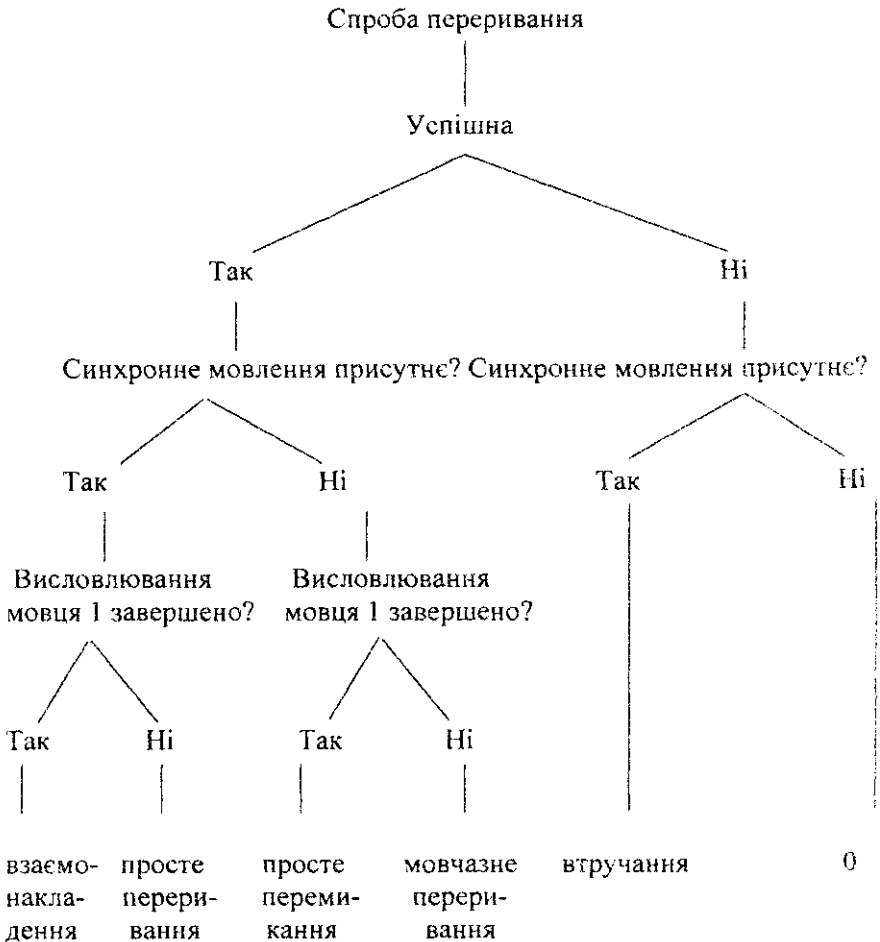 Спроба переривання
Успішна
Так Ні
Синхронне мовлення присутнє? Синхронне мовлення присутнє?
Так Ні Так Ні
Висловлювання Висловлювання
мовця 1 завершено? мовця 1 завершено?
Так Ні Так Ні
взаємо- просте просте мовчазне втручання 0
накла- перери- перемі- перери-
дення вання кання вання